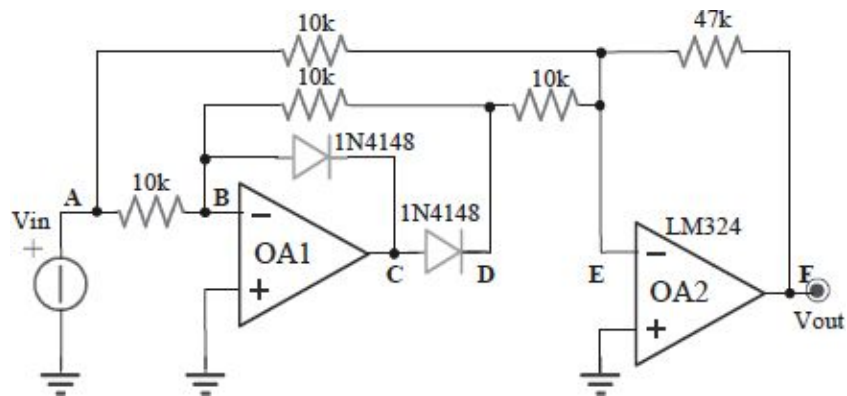 10k
47k
10k
10k
1N4148
A
10k
B
Vin
+
1N4148
LM324
−
OA1
+
C
D
E
−
OA2
+
F
Vout